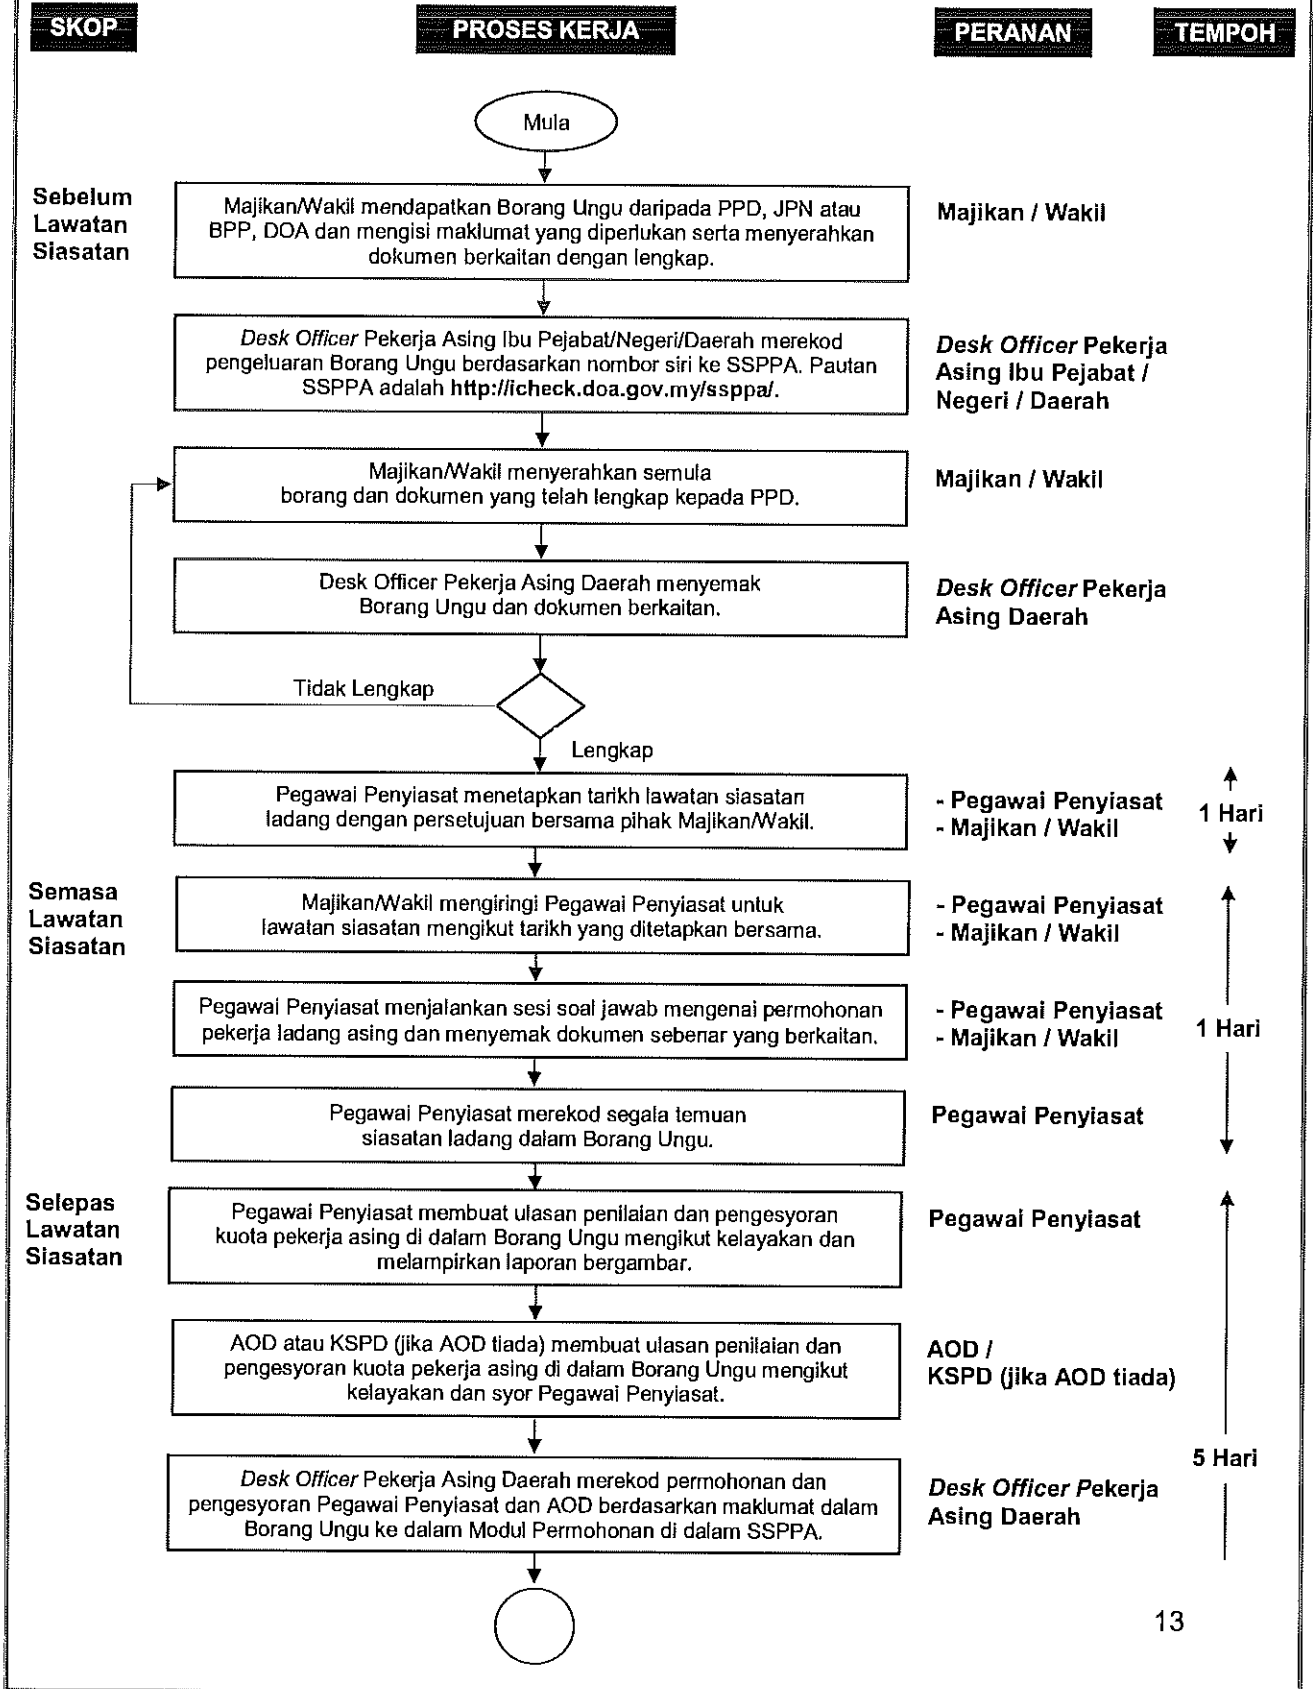 SKOP
PROSES KERJA
PERANAN
TEMPOH
Mula
Sebelum
Lawatan
Siasatan
Majikan/Wakil mendapatkan Borang Ungu daripada PPD, JPN atau
BPP, DOA dan mengisi maklumat yang diperlukan serta menyerahkan
dokumen berkaitan dengan lengkap.
Majikan / Wakil
Desk Officer Pekerja Asing Ibu Pejabat/Negeri/Daerah merekod
pengeluaran Borang Ungu berdasarkan nombor siri ke SSPPA. Pautan
SSPPA adalah http://icheck.doa.gov.my/ssppa/.
Desk Officer Pekerja
Asing Ibu Pejabat /
Negeri / Daerah
Majikan/Wakil menyerahkan semula
borang dan dokumen yang telah lengkap kepada PPD.
Majikan / Wakil
Desk Officer Pekerja Asing Daerah menyemak
Borang Ungu dan dokumen berkaitan.
Desk Officer Pekerja
Asing Daerah
Tidak Lengkap
Lengkap
Pegawai Penyiasat menetapkan tarikh lawatan siasatan
ladang dengan persetujuan bersama pihak Majikan/Wakil.
- Pegawai Penyiasat
- Majikan / Wakil
1 Hari
Semasa
Lawatan
Siasatan
Majikan/Wakil mengiringi Pegawai Penyiasat untuk
lawatan siasatan mengikut tarikh yang ditetapkan bersama.
- Pegawai Penyiasat
- Majikan / Wakil
Pegawai Penyiasat menjalankan sesi soal jawab mengenai permohonan
pekerja ladang asing dan menyemak dokumen sebenar yang berkaitan.
- Pegawai Penyiasat
- Majikan / Wakil
1 Hari
Pegawai Penyiasat merekod segala temuan
siasatan ladang dalam Borang Ungu.
Pegawai Penyiasat
Selepas
Lawatan
Siasatan
Pegawai Penyiasat membuat ulasan penilaian dan pengesyoran
kuota pekerja asing di dalam Borang Ungu mengikut kelayakan dan
melampirkan laporan bergambar.
Pegawai Penyiasat
AOD atau KSPD (jika AOD tiada) membuat ulasan penilaian dan
pengesyoran kuota pekerja asing di dalam Borang Ungu mengikut
kelayakan dan syor Pegawai Penyiasat.
AOD /
KSPD (jika AOD tiada)
5 Hari
Desk Officer Pekerja Asing Daerah merekod permohonan dan
pengesyoran Pegawai Penyiasat dan AOD berdasarkan maklumat dalam
Borang Ungu ke dalam Modul Permohonan di dalam SSPPA.
Desk Officer Pekerja
Asing Daerah
13